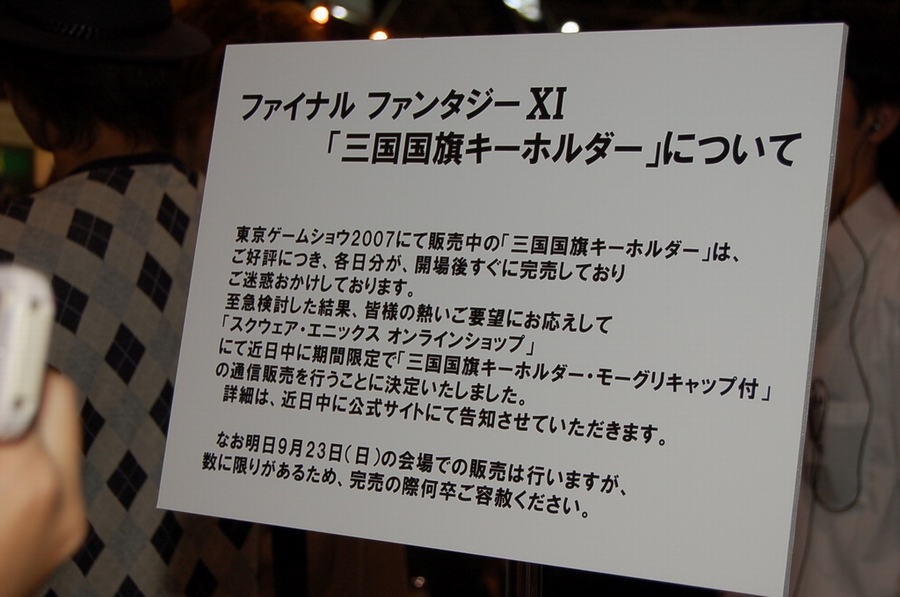 ファイナル ファンタジー XI
「三国国旗キーホルダー」について
東京ゲームショウ2007にて販売中の「三国国旗キーホルダー」は、
ご好評につき、各日分が、開場後すぐに完売しており
ご迷惑おかけしております。
至急検討した結果、皆様の熱いご要望にお応えして
「スクウェア・エニックス オンラインショップ」
にて近日中に期間限定で「三国国旗キーホルダー・モーグリキャップ付」
の通信販売を行うことに決定いたしました。
詳細は、近日中に公式サイトにて告知させていただきます。
なお明日9月23日(日)の会場での販売は行いますが、
数に限りがあるため、完売の際何卒ご容赦ください。